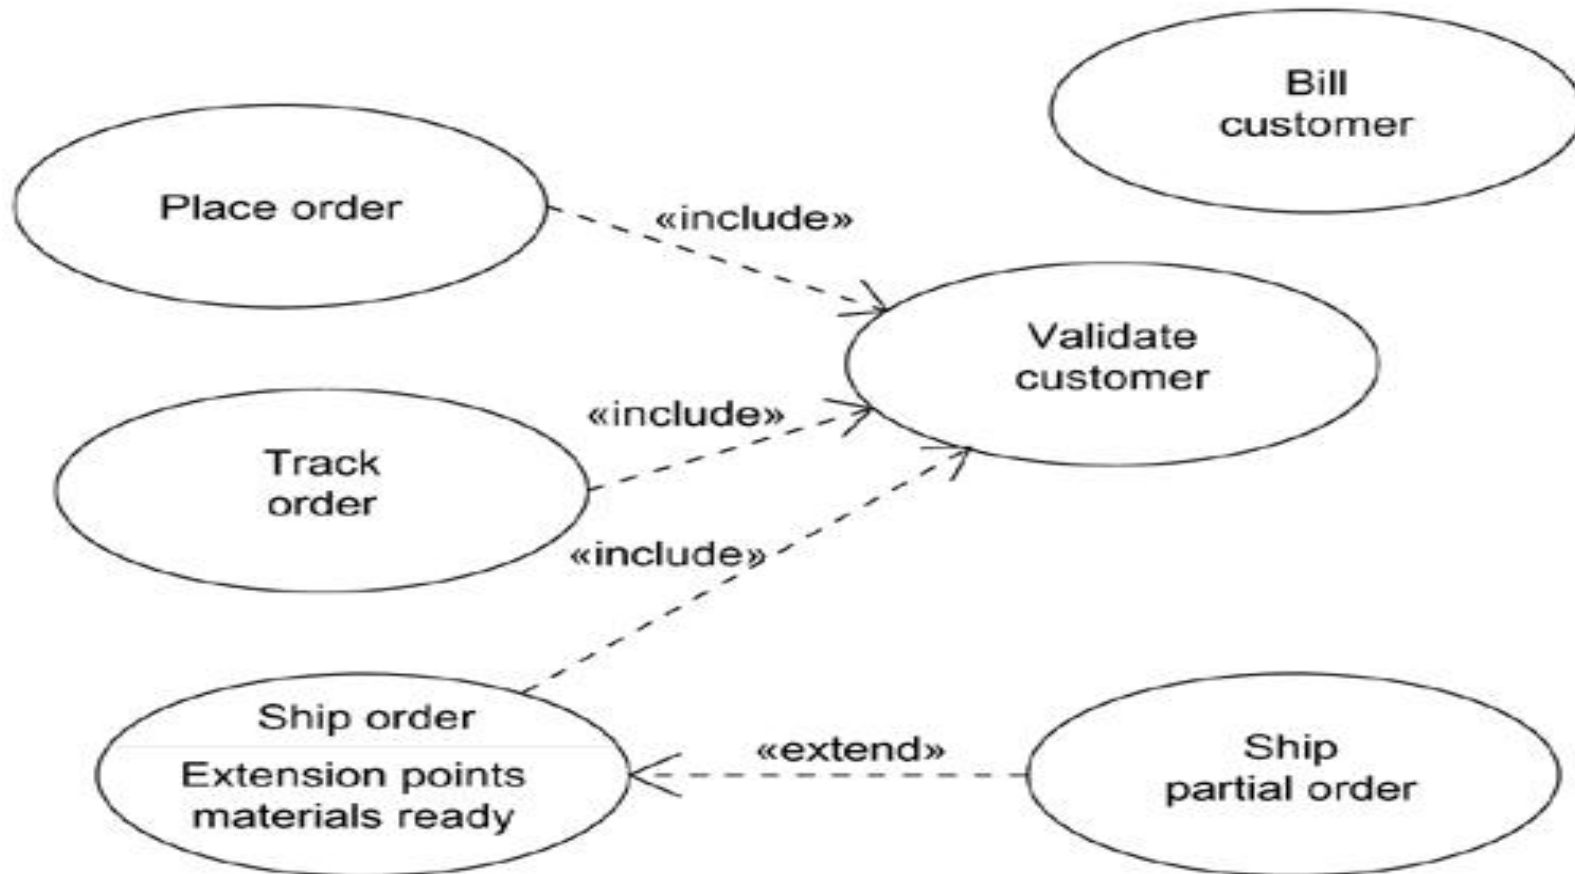 Bill
customer
Place order
«include»
Validate
customer
«include»
Track
order
«include»
Ship order
Extension points
materials ready
«extend»
Ship
partial order